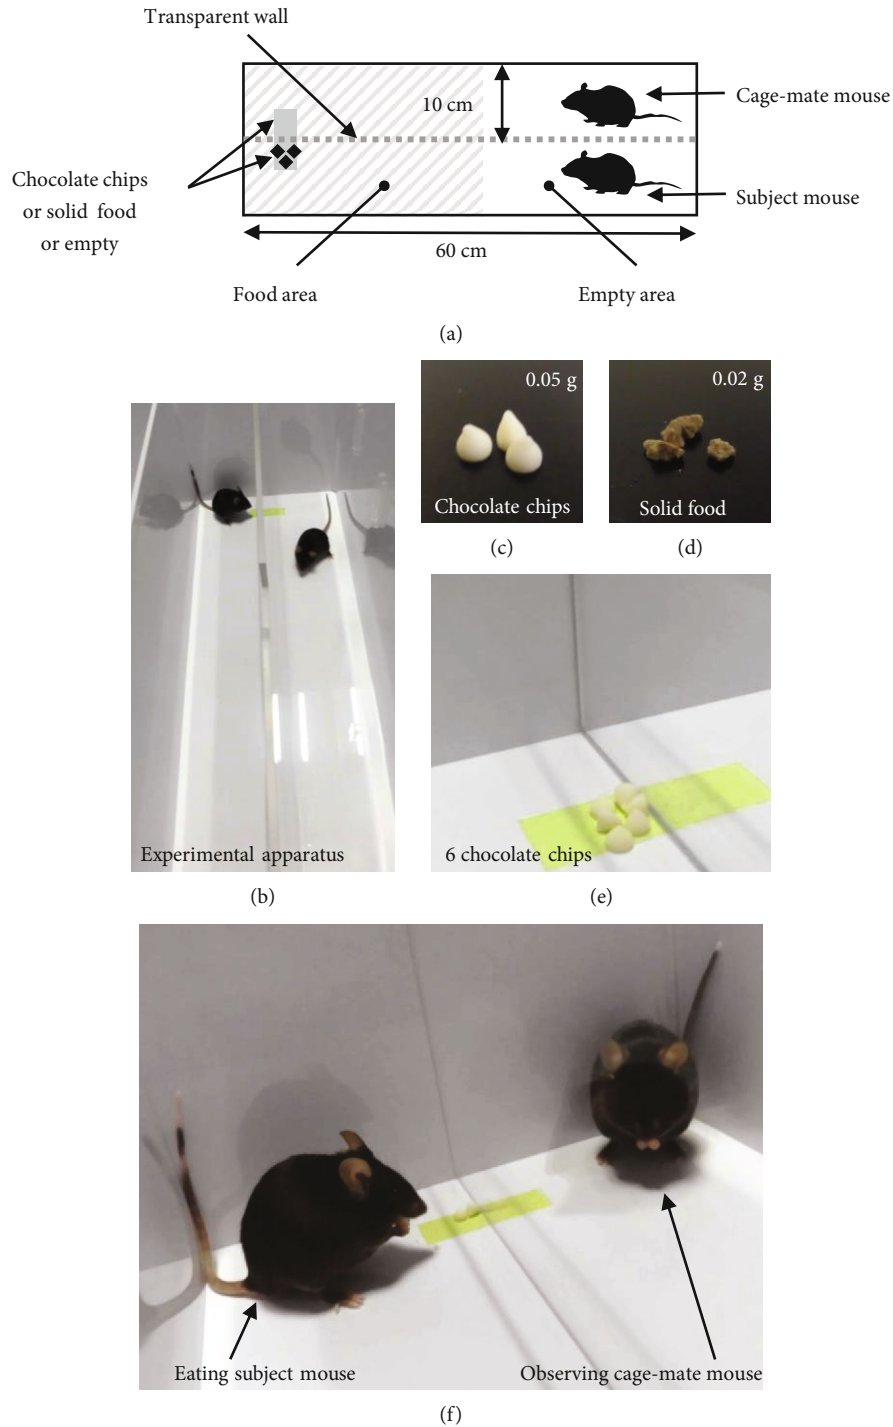 Transparent wall
10 cm
Cage-mate mouse
Chocolate chips
or solid food
or empty
Subject mouse
60 cm
Food area
Empty area
(a)
0.05 g
0.02 g
Chocolate chips
Solid food
(c)
(d)
Experimental apparatus
6 chocolate chips
(b)
(e)
Eating subject mouse
Observing cage-mate mouse
(f)